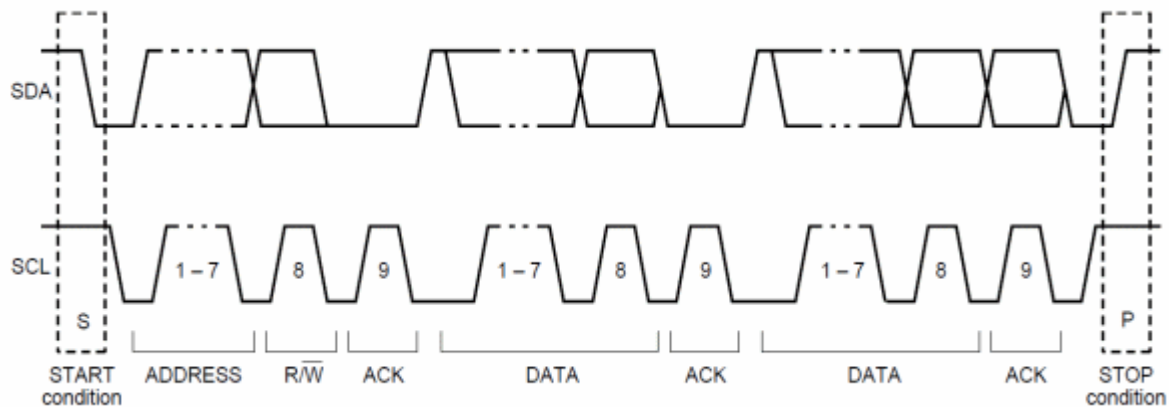 SDA
SCL
1 – 7 8 9 1 – 7 8 9 1 – 7 8 9
S P
START ADDRESS R/W̅ ACK DATA ACK DATA ACK STOP
condition condition